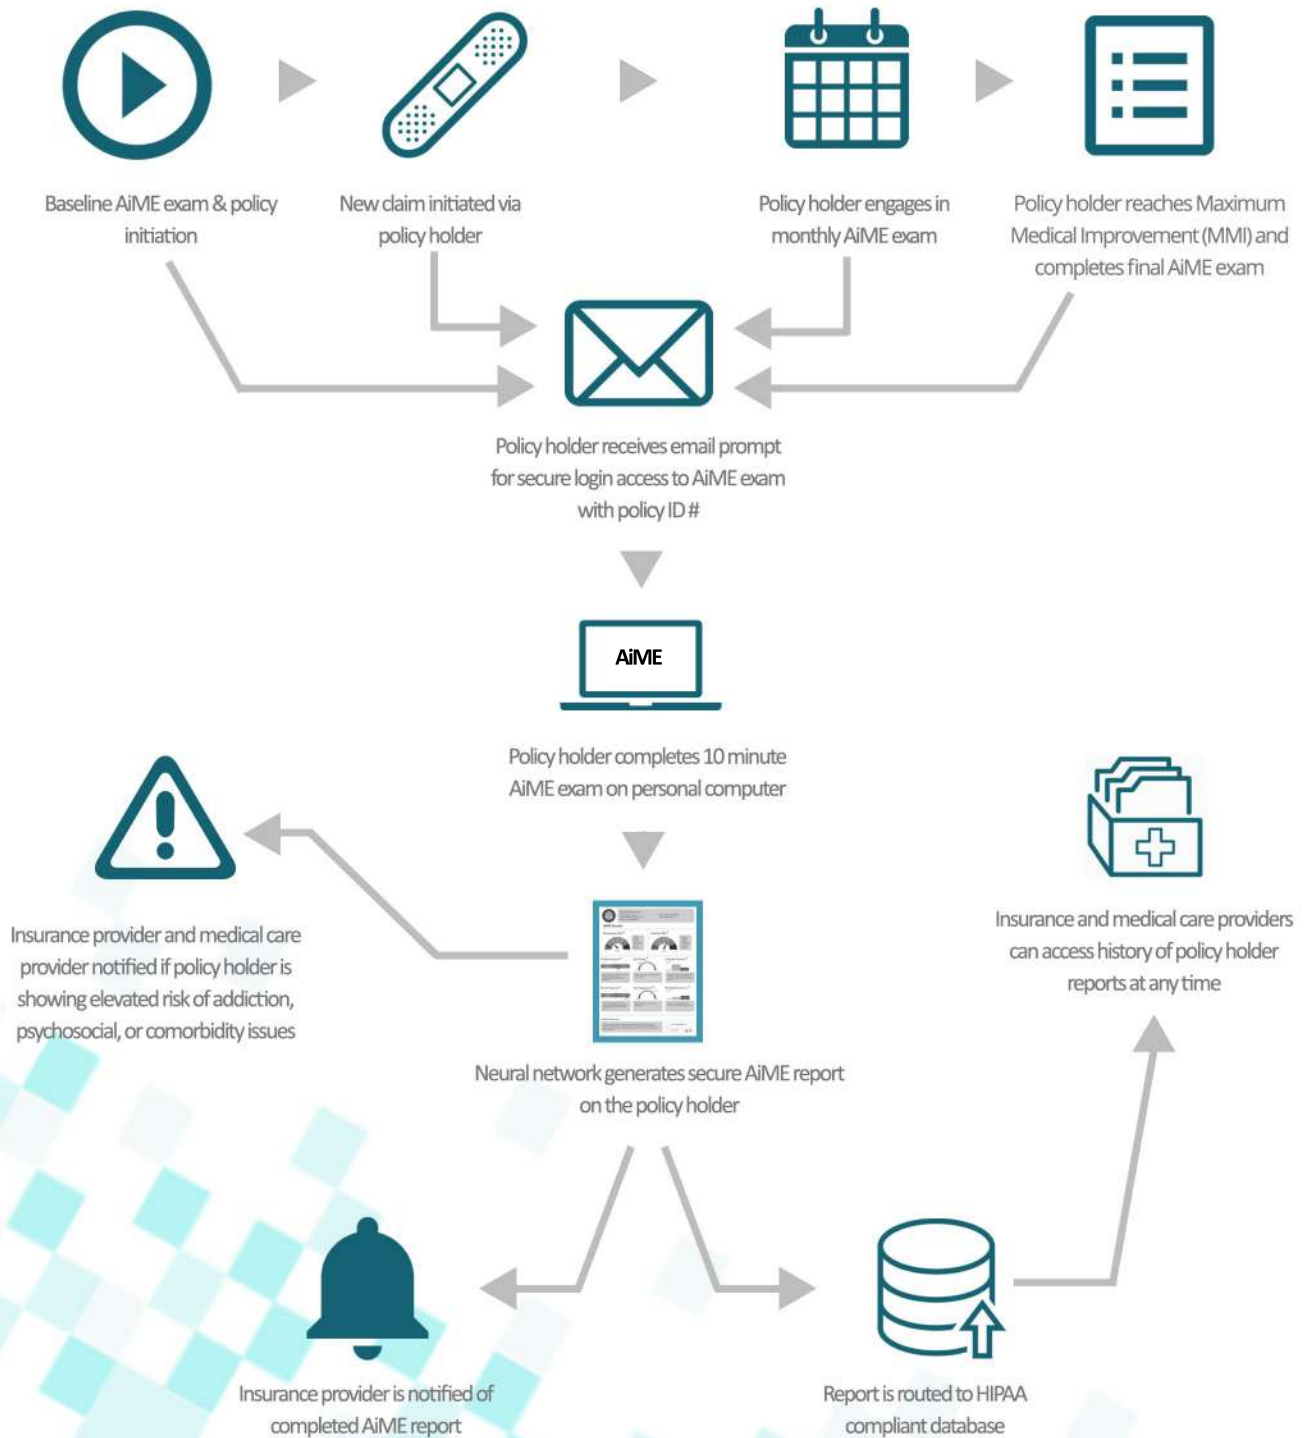 Baseline AiME exam & policy
initiation
New claim initiated via
policy holder
Policy holder engages in
monthly AiME exam
Policy holder reaches Maximum
Medical Improvement (MMI) and
completes final AiME exam
Policy holder receives email prompt
for secure login access to AiME exam
with policy ID #
AiME
Policy holder completes 10 minute
AiME exam on personal computer
Insurance provider and medical care
provider notified if policy holder is
showing elevated risk of addiction,
psychosocial, or comorbidity issues
Insurance and medical care providers
can access history of policy holder
reports at any time
Neural network generates secure AiME report
on the policy holder
Insurance provider is notified of
completed AiME report
Report is routed to HIPAA
compliant database